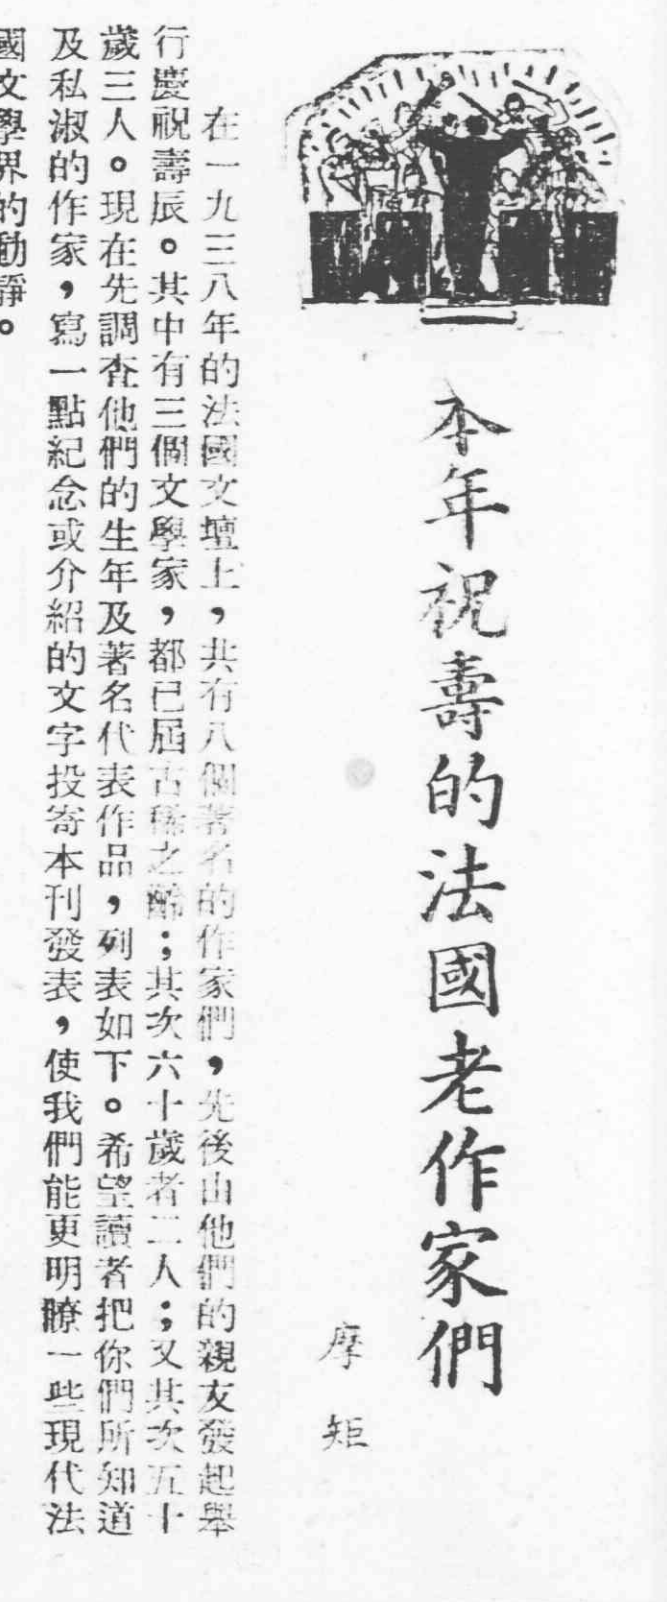 本年祝壽的法國老作家們
摩矩
在一九三八年的法國文壇上，共有八個著名的作家們，先後由他們的親友發起舉
行慶祝壽辰。其中有三個文學家，都已屆古稀之齡；其次六十歲者二人；又其次五十
歲三人。現在先調查他們的生年及著名代表作品，列表如下。希望讀者把你們所知道
及私淑的作家，寫一點紀念或介紹的文字投寄本刊發表，使我們能更明瞭一些現代法
國文學界的動靜。